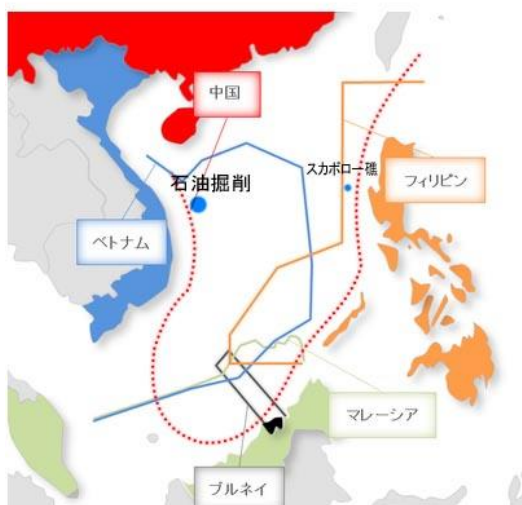 中国
スカボロー礁
石油掘削
フィリピン
ベトナム
マレーシア
ブルネイ